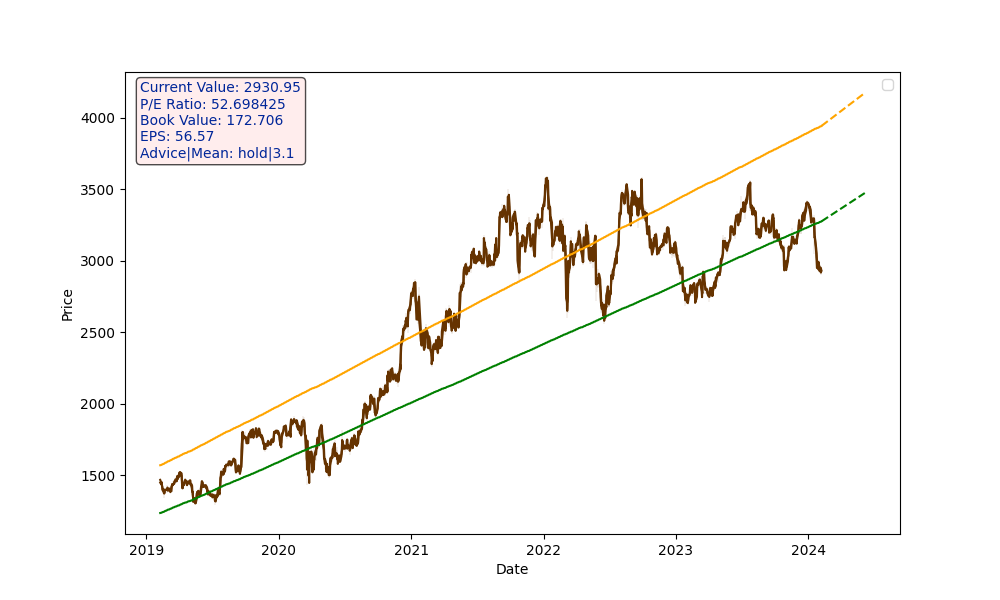 Current Value: 2930.95
P/E Ratio: 52.698425
Book Value: 172.706
EPS: 56.57
Advice|Mean: hold|3.1
4000
3500
3000
2500
2000
1500
Price
2019 2020 2021 2022 2023 2024
Date